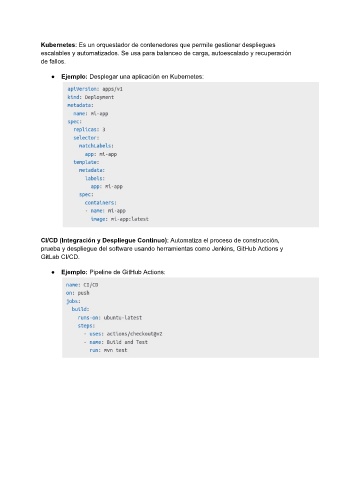 Kubernetes: Es un orquestador de contenedores que permite gestionar despliegues
escalables y automatizados. Se usa para balanceo de carga, autoescalado y recuperación
de fallos.
● Ejemplo: Desplegar una aplicación en Kubernetes:
apiVersion: apps/v1
kind: Deployment
metadata:
name: mi-app
spec:
replicas: 3
selector:
matchLabels:
app: mi-app
template:
metadata:
labels:
app: mi-app
spec:
containers:
- name: mi-app
image: mi-app:latest
CI/CD (Integración y Despliegue Continuo): Automatiza el proceso de construcción,
prueba y despliegue del software usando herramientas como Jenkins, GitHub Actions y
GitLab CI/CD.
● Ejemplo: Pipeline de GitHub Actions:
name: CI/CD
on: push
jobs:
build:
runs-on: ubuntu-latest
steps:
- uses: actions/checkout@v2
- name: Build and Test
run: mvn test